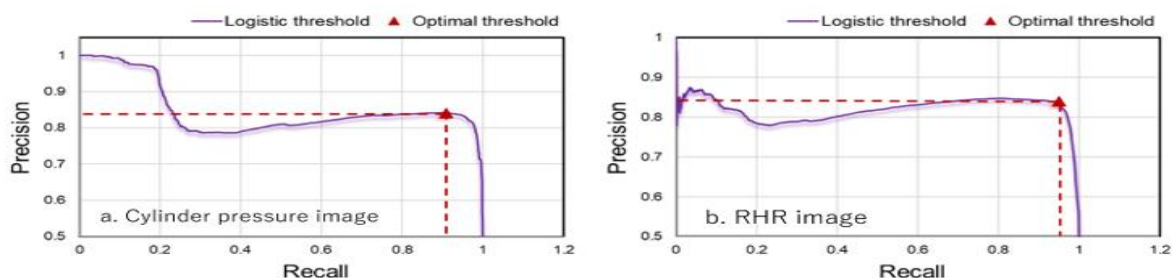 Logistic threshold Optimal threshold
1
0.9
0.8
0.7
0.6
0.5
Precision
a. Cylinder pressure image
0 0.2 0.4 0.6 0.8 1 1.2
Recall
Logistic threshold Optimal threshold
1
0.9
0.8
0.7
0.6
0.5
Precision
b. RHR image
0 0.2 0.4 0.6 0.8 1 1.2
Recall